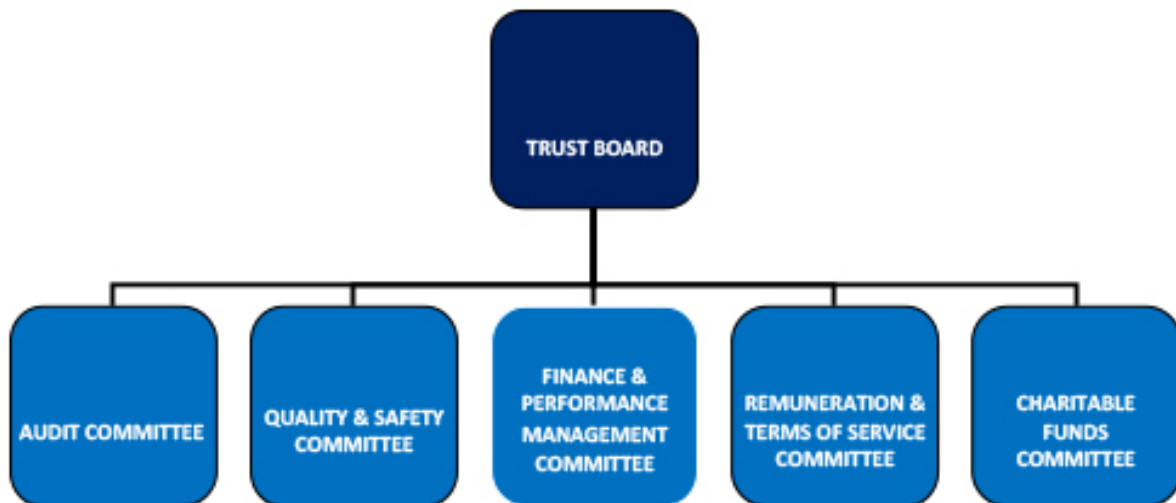 TRUST BOARD
AUDIT COMMITTEE
QUALITY & SAFETY
COMMITTEE
FINANCE &
PERFORMANCE
MANAGEMENT
COMMITTEE
REMUNERATION &
TERMS OF SERVICE
COMMITTEE
CHARITABLE
FUNDS
COMMITTEE